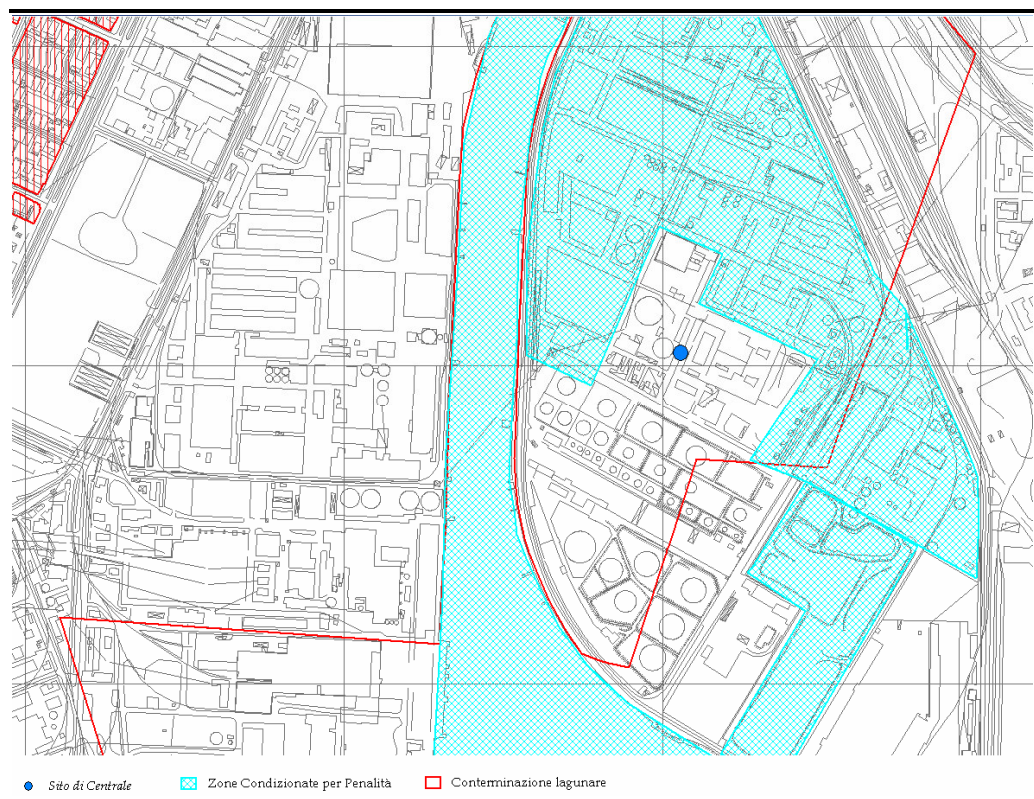 Sito di Centrale
Zone Condizionate per Penalità
Conterminazione lagunare